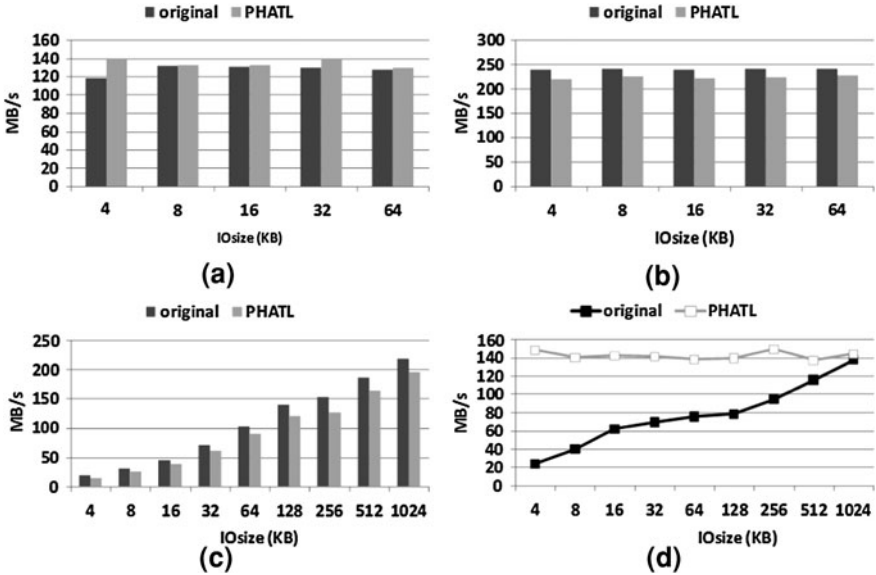 original PHATL
160
140
120
100
80
60
40
20
0
MB/s
4 8 16 32 64
IOsize (KB)
(a)
original PHATL
300
250
200
150
100
50
0
MB/s
4 8 16 32 64
IOsize (KB)
(b)
original PHATL
250
200
150
100
50
0
MB/s
4 8 16 32 64 128 256 512 1024
IOsize (KB)
(c)
original PHATL
160
140
120
100
80
60
40
20
0
MB/s
4 8 16 32 64 128 256 512 1024
IOsize (KB)
(d)